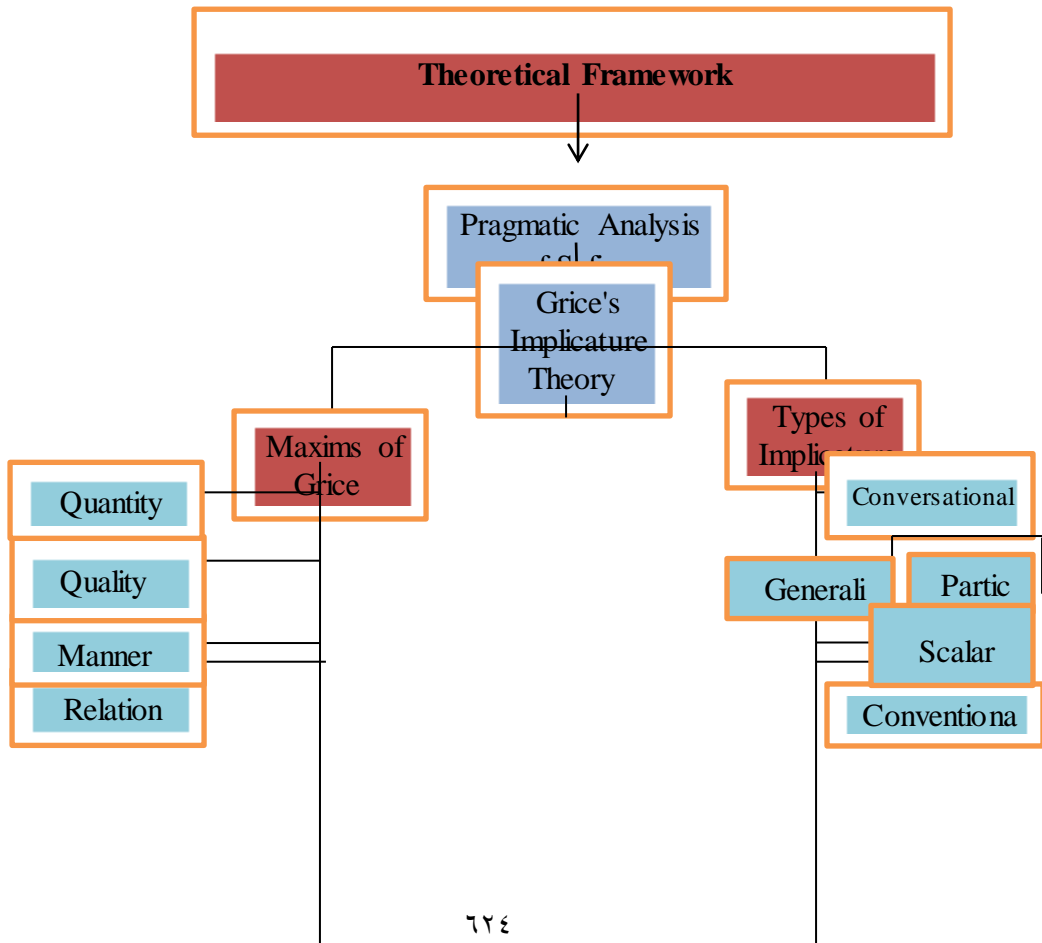 Theoretical Framework
Pragmatic Analysis
Grice's
Implicature
Theory
Maxims of
Grice
Types of
Quantity
Quality
Manner
Relation
Conversational
Generali
Partic
Scalar
Conventiona
٦٢٤